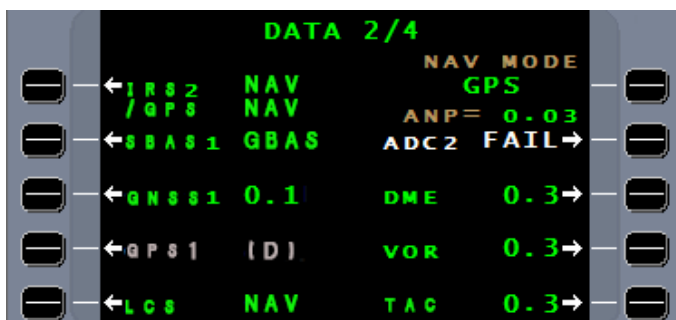 DATA 2/4
NAV MODE
←IRS2 NAV GPS
/GPS NAV
ANP= 0.03
←SBAS1 GBAS ADC2 FAIL→
←GNSS1 0.1 DME 0.3→
←GPS1 (D) VOR 0.3→
←LCS NAV TAC 0.3→